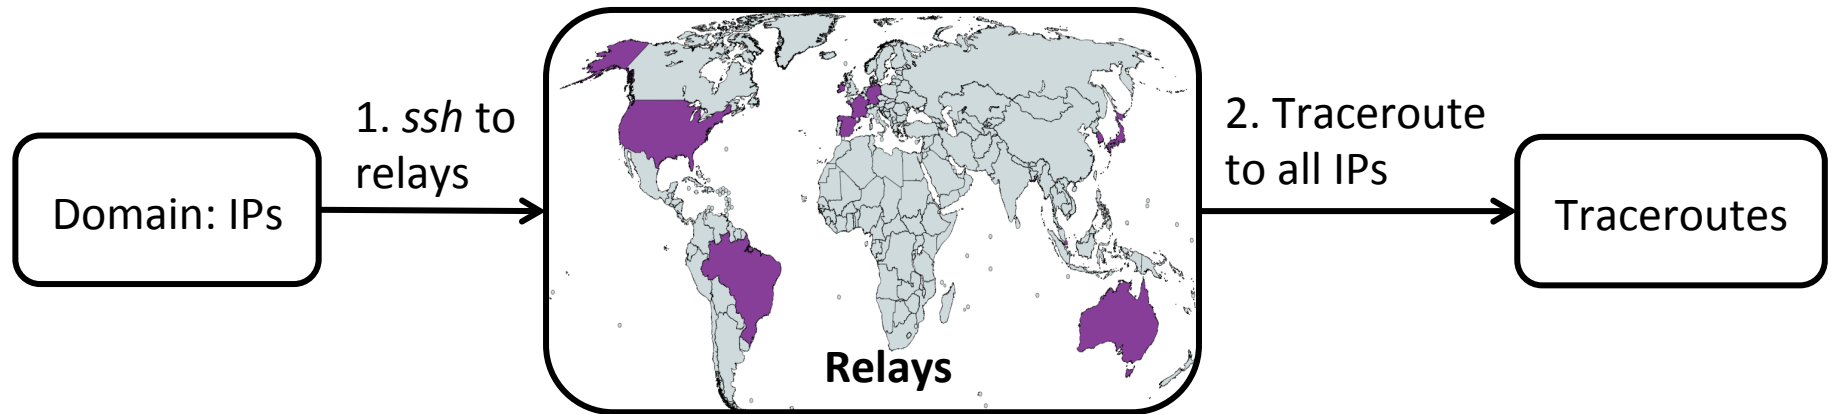 Domain: IPs
1. ssh to
relays
Relays
2. Traceroute
to all IPs
Traceroutes